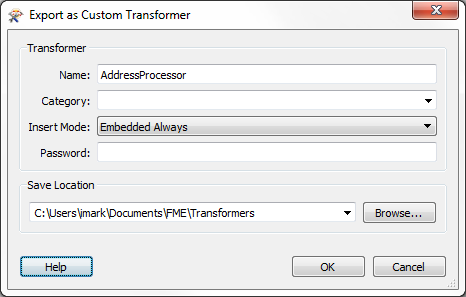 Export as Custom Transformer
Transformer
Name: AddressProcessor
Category:
Insert Mode: Embedded Always
Password:
Save Location
C:\Users\imark\Documents\FME\Transformers Browse...
Help OK Cancel